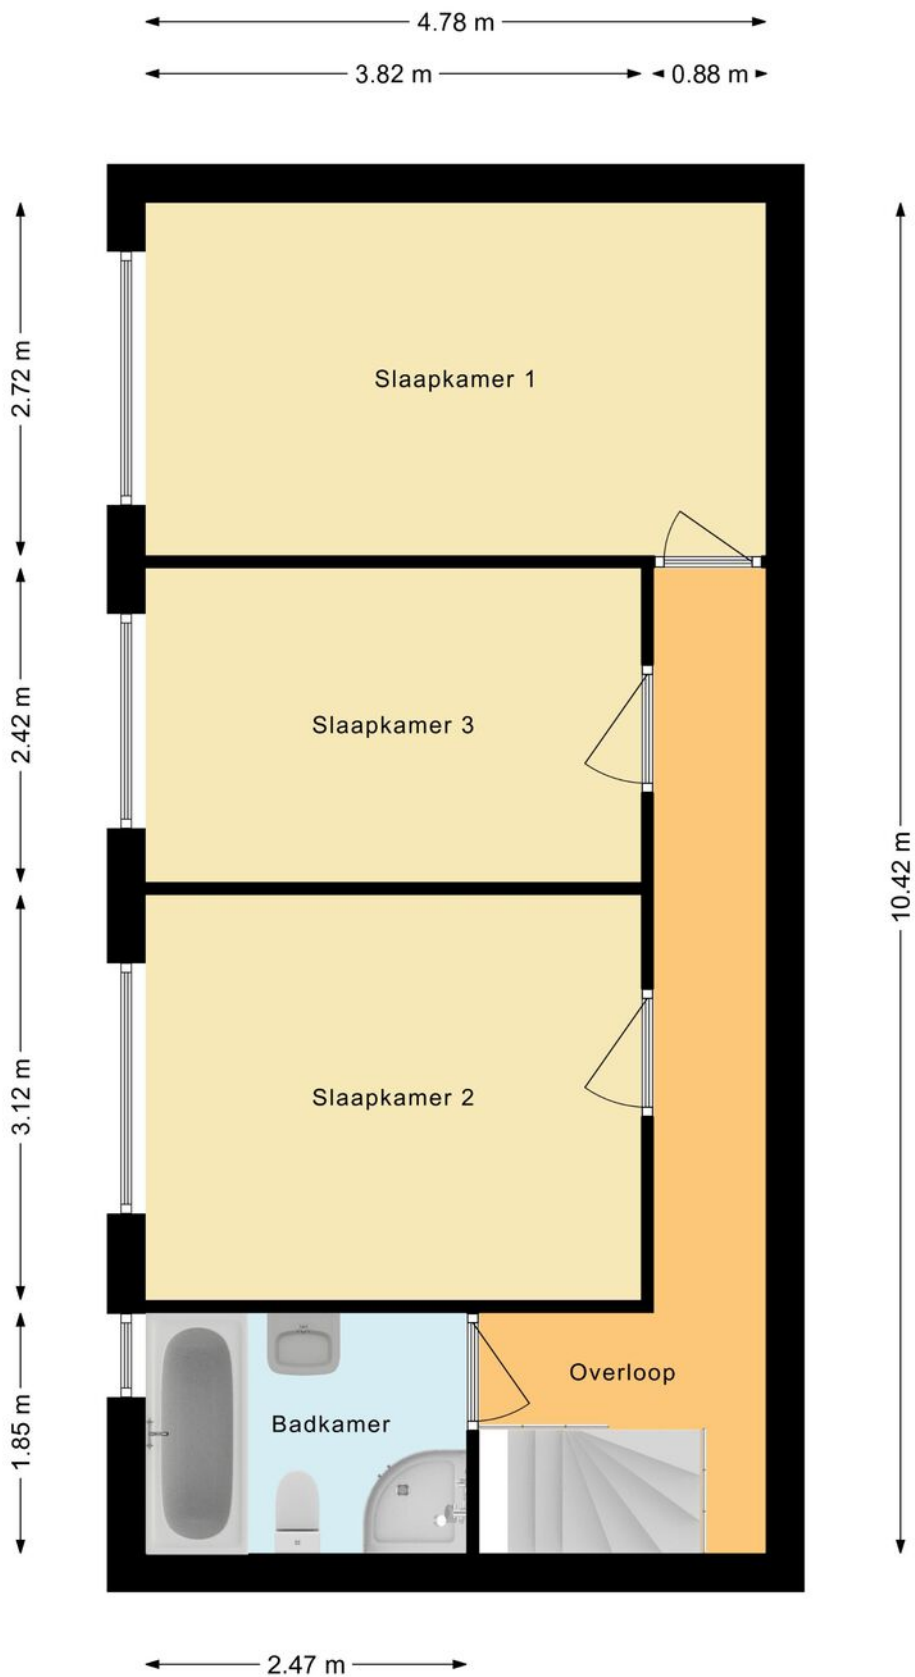 4.78 m
3.82 m
0.88 m
2.72 m
Slaapkamer 1
2.42 m
Slaapkamer 3
10.42 m
3.12 m
Slaapkamer 2
1.85 m
Overloop
Badkamer
2.47 m